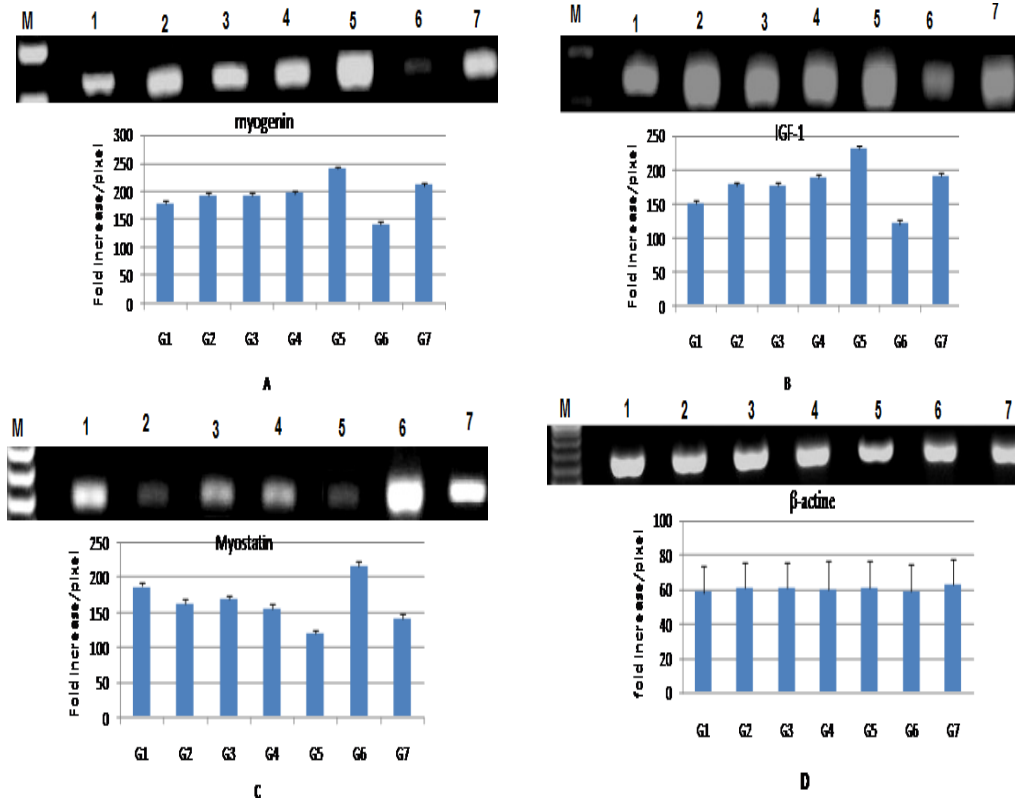 M 1 2 3 4 5 6 7
myogenin
Fold increase/pixel
300
250
200
150
100
50
0
G1 G2 G3 G4 G5 G6 G7
A
M 1 2 3 4 5 6 7
IGF-1
Fold increase/pixel
250
200
150
100
50
0
G1 G2 G3 G4 G5 G6 G7
B
M 1 2 3 4 5 6 7
Myostatin
Fold increase/pixel
250
200
150
100
50
0
G1 G2 G3 G4 G5 G6 G7
C
M 1 2 3 4 5 6 7
β-actine
fold increase/pixel
100
80
60
40
20
0
G1 G2 G3 G4 G5 G6 G7
D